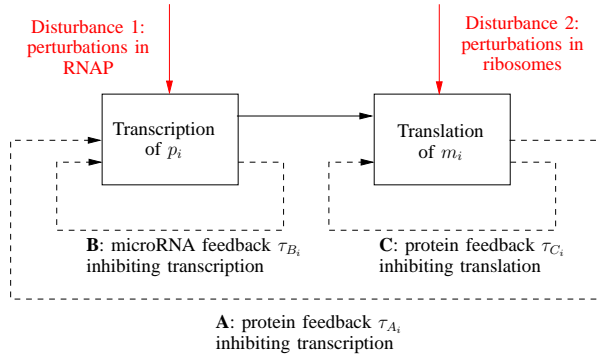 Disturbance 1:
perturbations in
RNAP
Disturbance 2:
perturbations in
ribosomes
Transcription
of p_i
Translation
of m_i
B: microRNA feedback τ_{B_i}
inhibiting transcription
C: protein feedback τ_{C_i}
inhibiting translation
A: protein feedback τ_{A_i}
inhibiting transcription